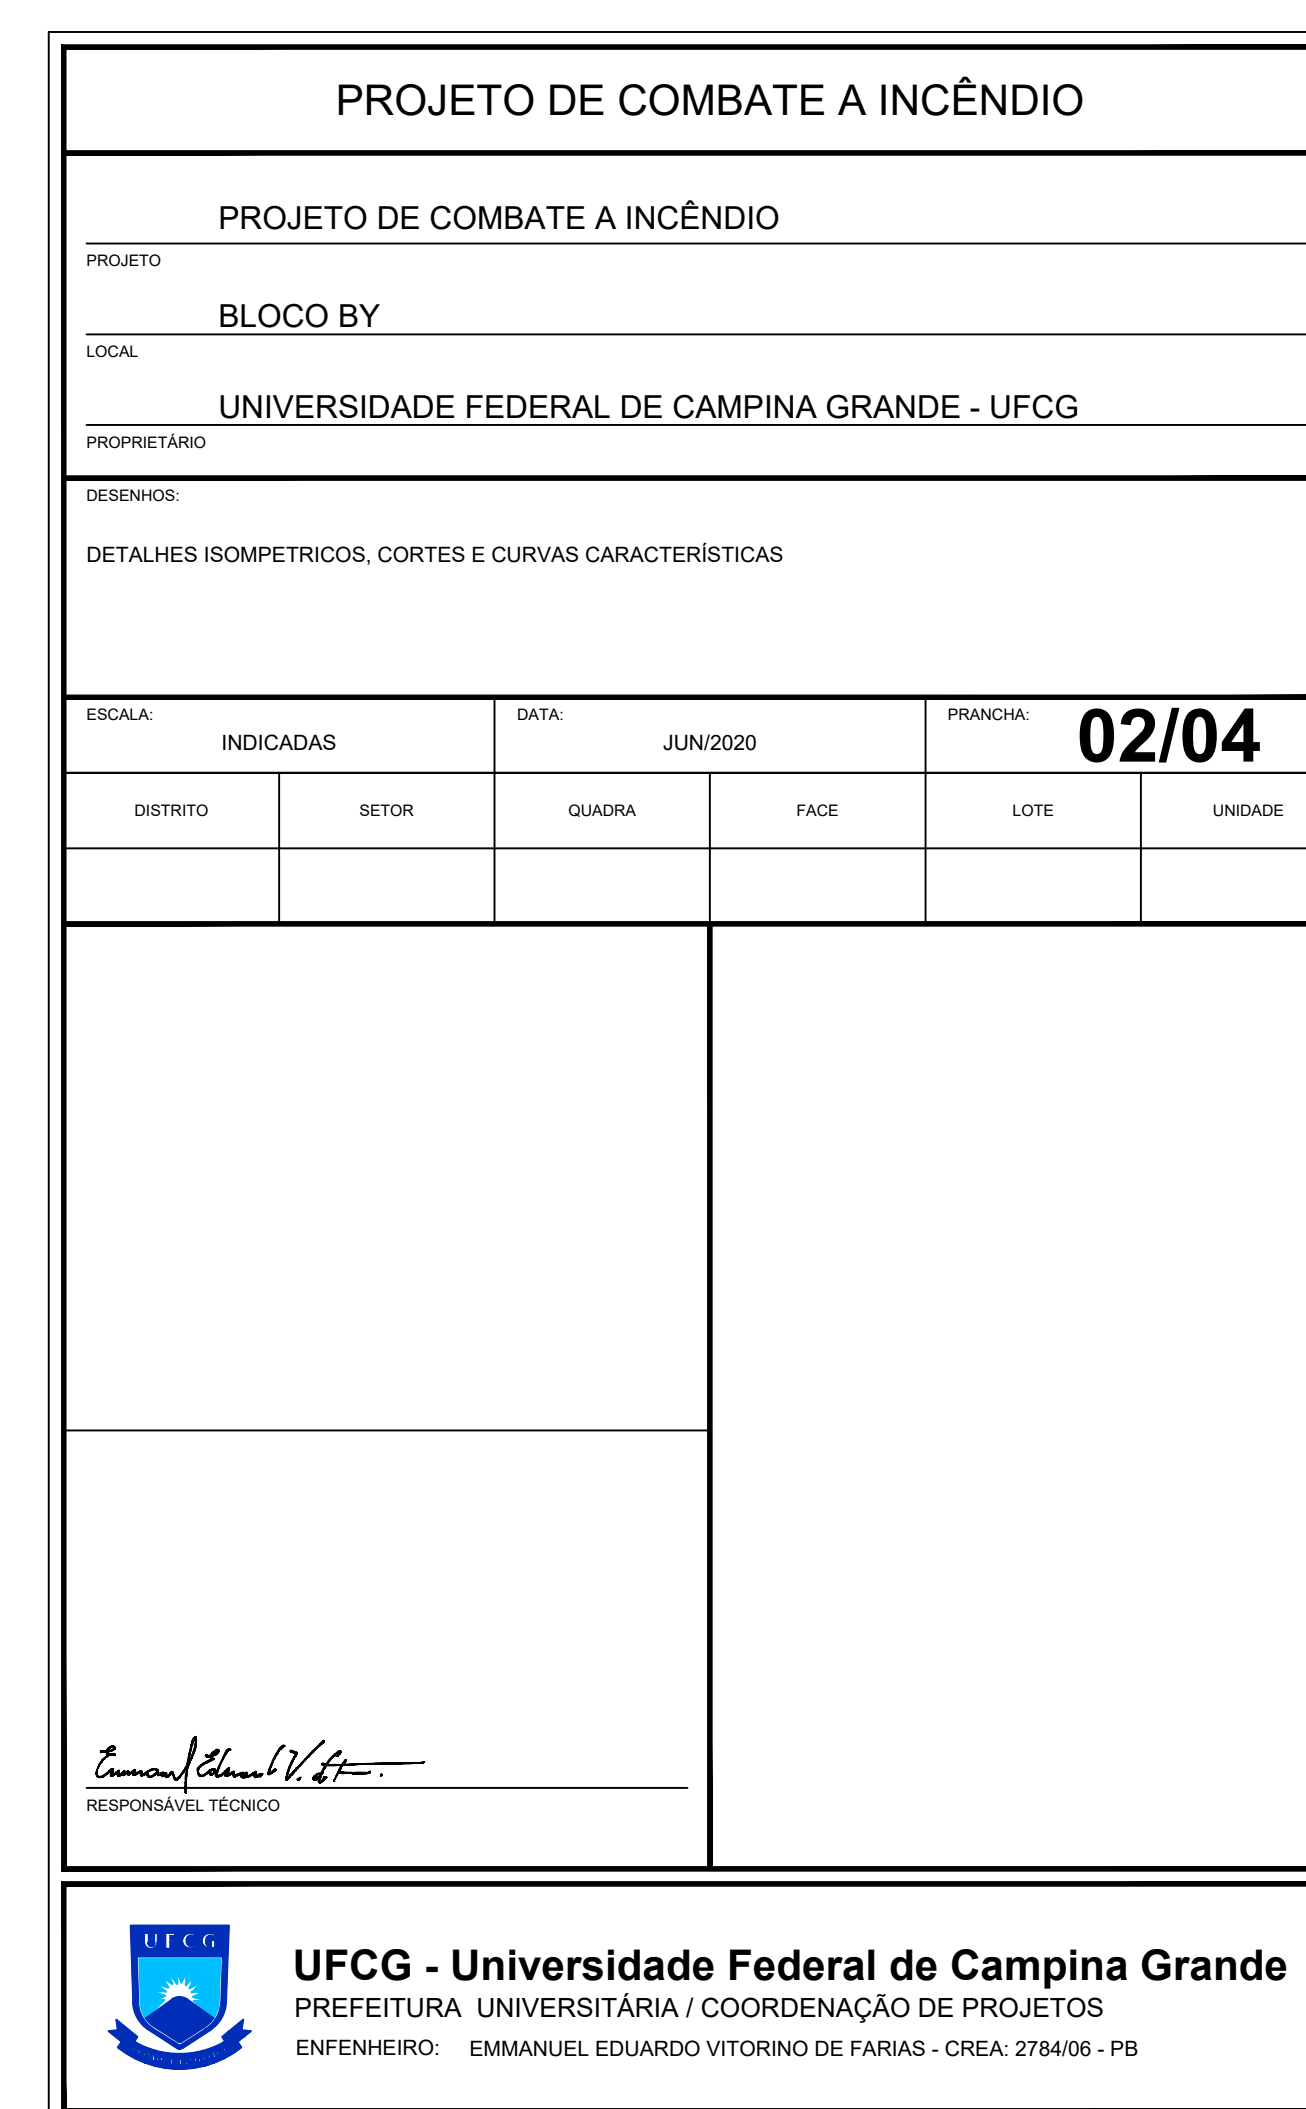 PROJETO DE COMBATE A INCÊNDIO
PROJETO DE COMBATE A INCÊNDIO
PROJETO
BLOCO BY
LOCAL
UNIVERSIDADE FEDERAL DE CAMPINA GRANDE - UFCG
PROPRIETÁRIO
DESENHOS:
DETALHES ISOMPETRICOS, CORTES E CURVAS CARACTERÍSTICAS
ESCALA: INDICADAS DATA: JUN/2020 PRANCHA: 02/04
DISTRITO SETOR QUADRA FACE LOTE UNIDADE
Emmanuel Eduardo V.
RESPONSÁVEL TÉCNICO
UFCG
UFCG - Universidade Federal de Campina Grande
PREFEITURA UNIVERSITÁRIA / COORDENAÇÃO DE PROJETOS
ENFENHEIRO: EMMANUEL EDUARDO VITORINO DE FARIAS - CREA: 2784/06 - PB